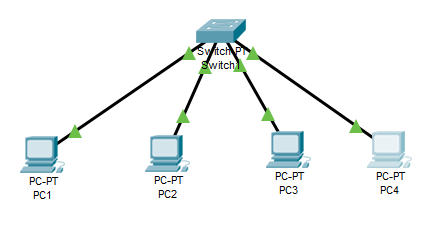 Switch-PT
Switch1
PC-PT
PC1
PC-PT
PC2
PC-PT
PC3
PC-PT
PC4